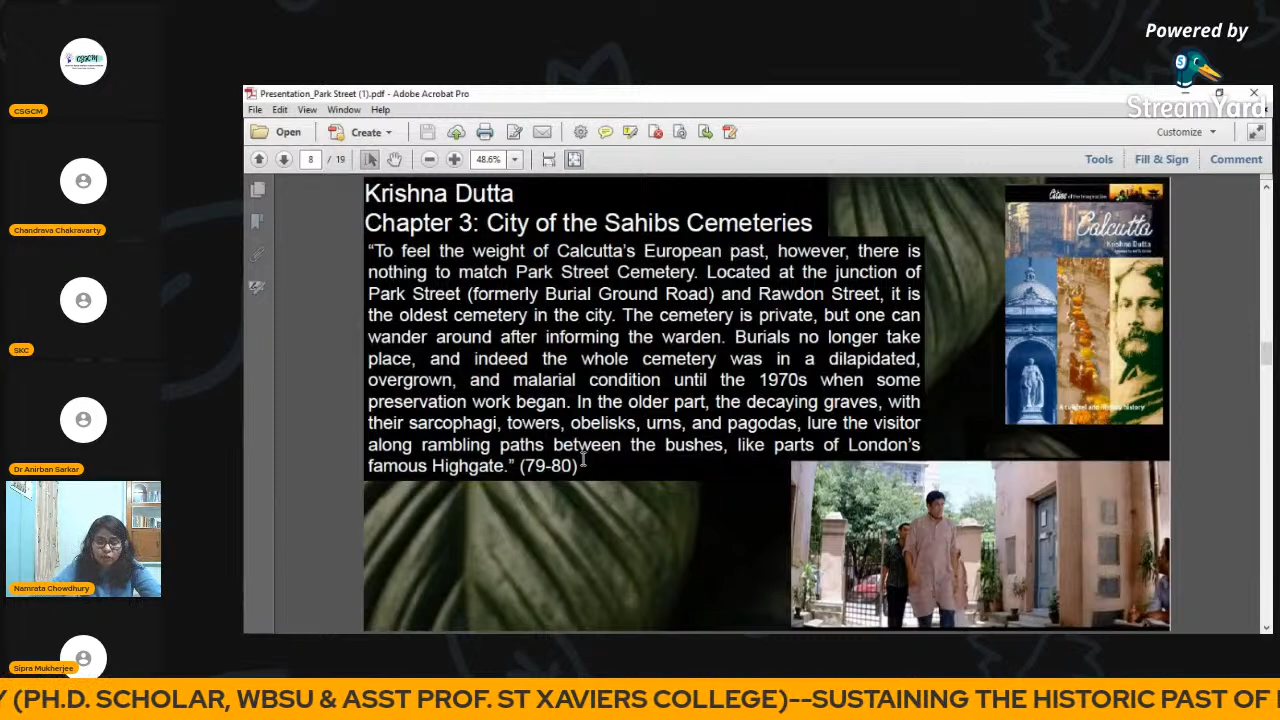 Powered by
StreamYard
CSGCM
CSGCM
Chandrava Chakravarty
SKC
Dr Anirban Sarkar
Namrata Chowdhury
Sipra Mukherjee
Presentation_Park Street (1).pdf - Adobe Acrobat Pro
File Edit View Window Help
Open Create Customize
8 / 19 48.6% Tools Fill & Sign Comment
Krishna Dutta
Chapter 3: City of the Sahibs Cemeteries
“To feel the weight of Calcutta’s European past, however, there is
nothing to match Park Street Cemetery. Located at the junction of
Park Street (formerly Burial Ground Road) and Rawdon Street, it is
the oldest cemetery in the city. The cemetery is private, but one can
wander around after informing the warden. Burials no longer take
place, and indeed the whole cemetery was in a dilapidated,
overgrown, and malarial condition until the 1970s when some
preservation work began. In the older part, the decaying graves, with
their sarcophagi, towers, obelisks, urns, and pagodas, lure the visitor
along rambling paths between the bushes, like parts of London’s
famous Highgate.” (79-80)
Calcutta
Krishna Dutta
Y (PH.D. SCHOLAR, WBSU & ASST PROF. ST XAVIERS COLLEGE)--SUSTAINING THE HISTORIC PAST OF